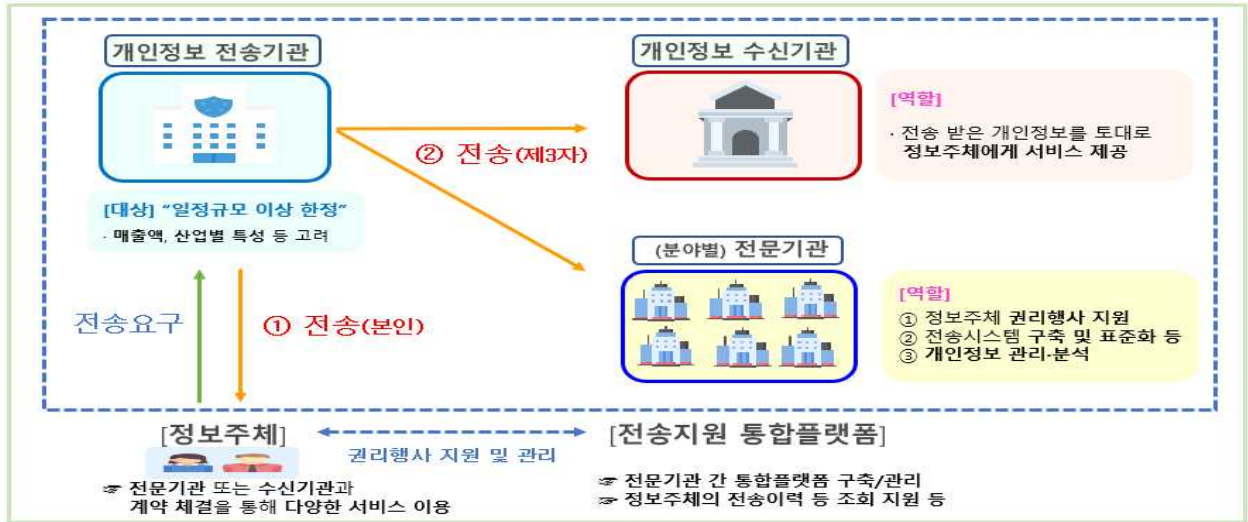 개인정보 전송기관
개인정보 수신기관
[역할]
· 전송 받은 개인정보를 토대로
정보주체에게 서비스 제공
② 전송(제3자)
[대상] “일정규모 이상 한정”
· 매출액, 산업별 특성 등 고려
(분야별) 전문기관
[역할]
① 정보주체 권리행사 지원
② 전송시스템 구축 및 표준화 등
③ 개인정보 관리·분석
전송요구
① 전송(본인)
[정보주체]
권리행사 지원 및 관리
[전송지원 통합플랫폼]
☞ 전문기관 또는 수신기관과
계약 체결을 통해 다양한 서비스 이용
☞ 전문기관 간 통합플랫폼 구축/관리
☞ 정보주체의 전송이력 등 조회 지원 등